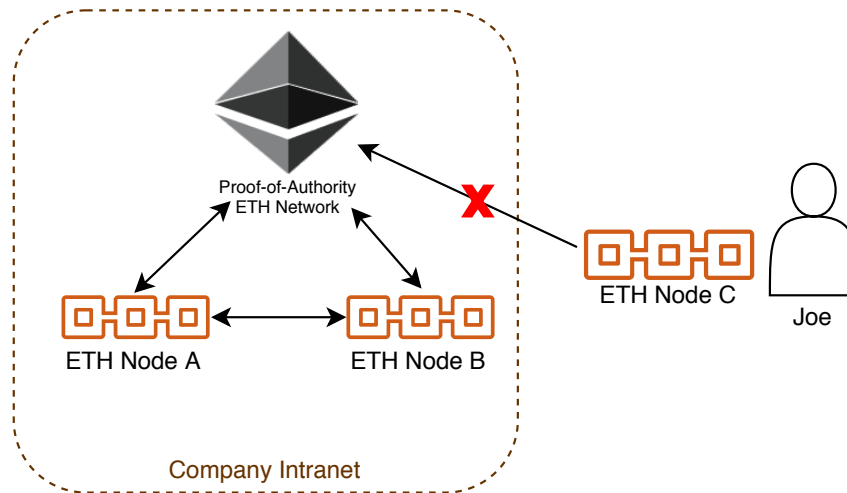 Proof-of-Authority
ETH Network
ETH Node A
ETH Node B
ETH Node C
Joe
Company Intranet